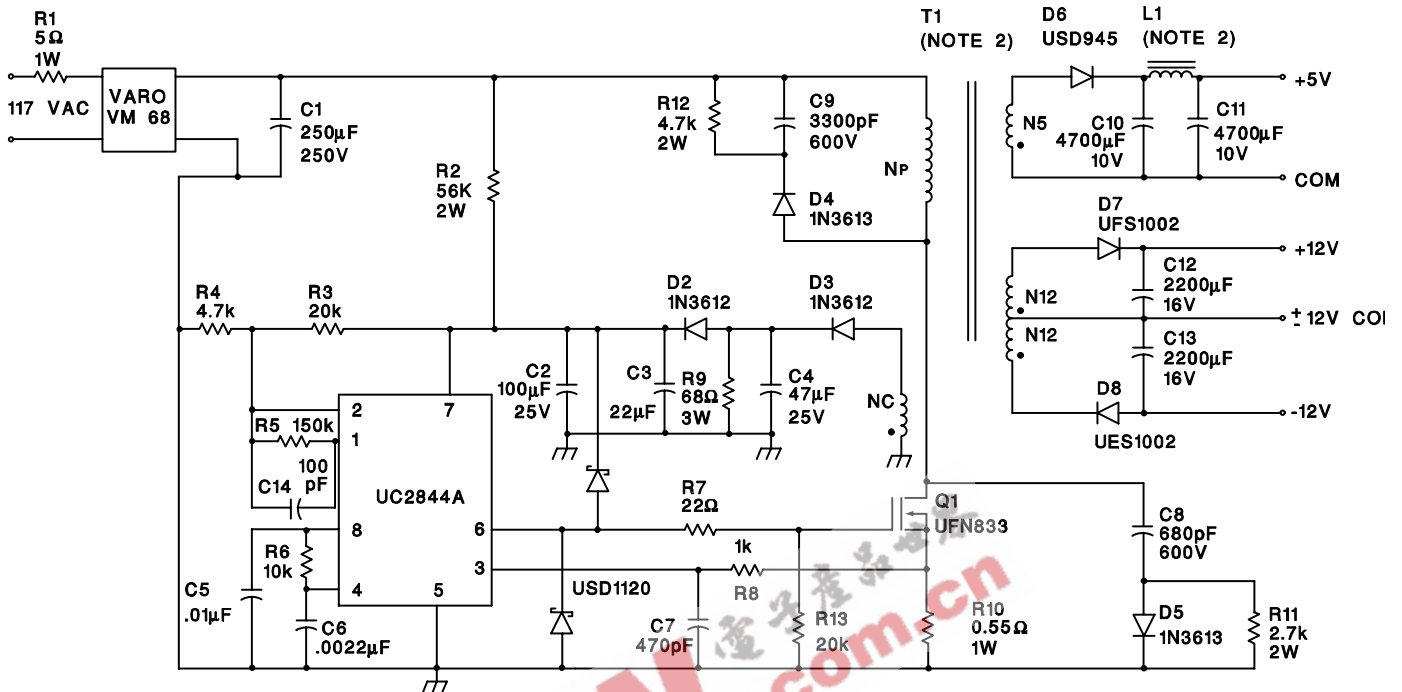 R1
5Ω
1W
117 VAC
VARO
VM 68
C1
250µF
250V
R2
56K
2W
R12
4.7k
2W
C9
3300pF
600V
D4
1N3613
T1
(NOTE 2)
NP
D6
USD945
L1
(NOTE 2)
+5V
N5
C10
4700µF
10V
C11
4700µF
10V
COM
D7
UFS1002
+12V
N12
N12
C12
2200µF
16V
± 12V COM
C13
2200µF
16V
D8
UES1002
-12V
R4
4.7k
R3
20k
D2
1N3612
D3
1N3612
C2
100µF
25V
C3
22µF
R9
68Ω
3W
C4
47µF
25V
NC
2
7
R5 150k
1
C14
100
pF
UC2844A
8
6
R6
10k
3
4
5
C5
.01µF
C6
.0022µF
USD1120
R7
22Ω
1k
R8
C7
470pF
R13
20k
Q1
UFN833
R10
0.55Ω
1W
C8
680pF
600V
D5
1N3613
R11
2.7k
2W
電子產品世界
.com.cn